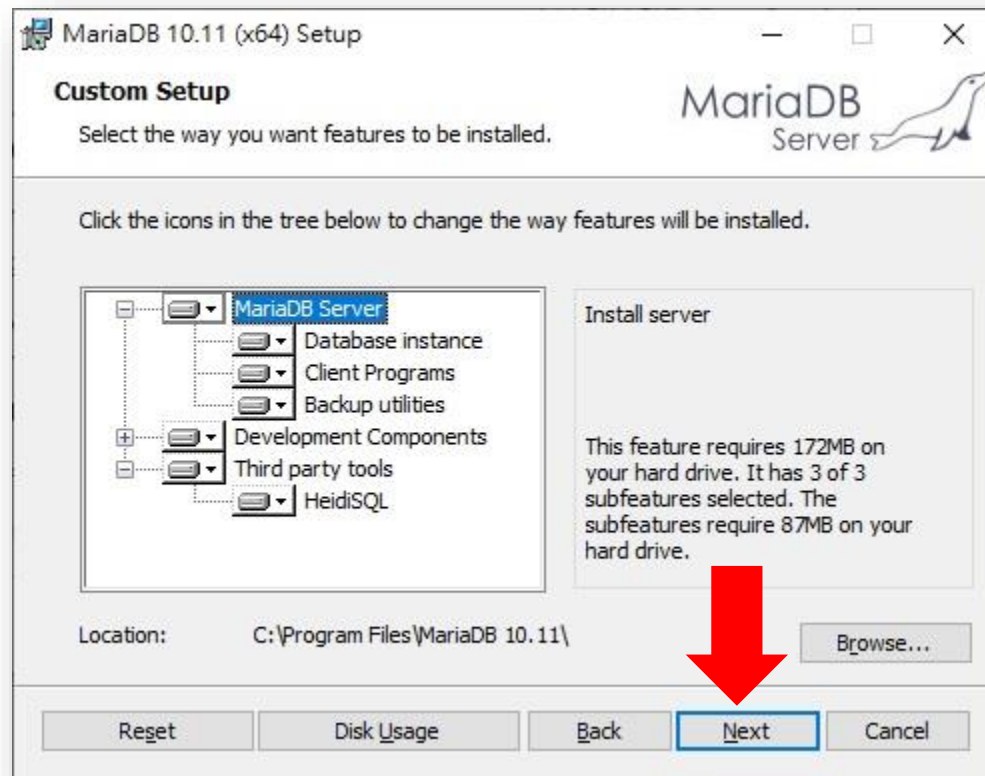 MariaDB 10.11 (x64) Setup
Custom Setup
Select the way you want features to be installed.
MariaDB
Server
Click the icons in the tree below to change the way features will be installed.
MariaDB Server
Database instance
Client Programs
Backup utilities
Development Components
Third party tools
HeidiSQL
Install server
This feature requires 172MB on
your hard drive. It has 3 of 3
subfeatures selected. The
subfeatures require 87MB on your
hard drive.
Location: C:\Program Files\MariaDB 10.11\
Browse...
Reset Disk Usage Back Next Cancel